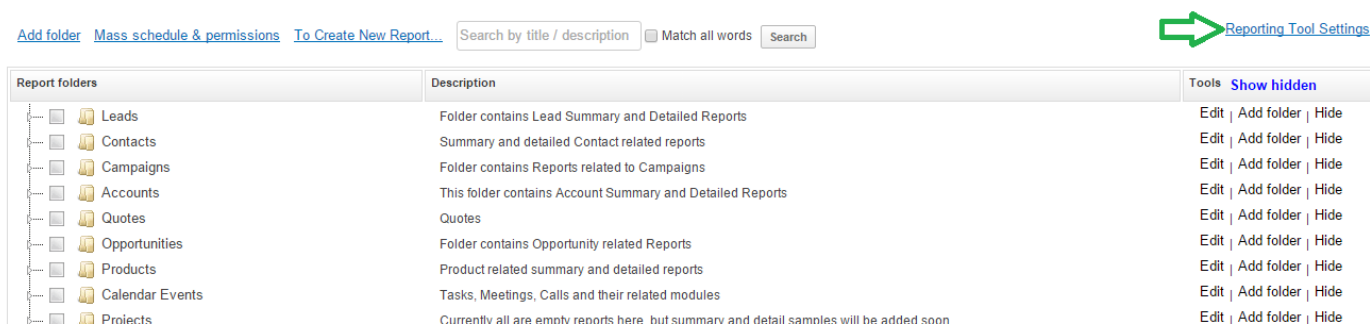 Add folder Mass schedule & permissions To Create New Report... Search by title / description Match all words Search Reporting Tool Settings
Report folders Description Tools Show hidden
Leads Folder contains Lead Summary and Detailed Reports Edit | Add folder | Hide
Contacts Summary and detailed Contact related reports Edit | Add folder | Hide
Campaigns Folder contains Reports related to Campaigns Edit | Add folder | Hide
Accounts This folder contains Account Summary and Detailed Reports Edit | Add folder | Hide
Quotes Quotes Edit | Add folder | Hide
Opportunities Folder contains Opportunity related Reports Edit | Add folder | Hide
Products Product related summary and detailed reports Edit | Add folder | Hide
Calendar Events Tasks, Meetings, Calls and their related modules Edit | Add folder | Hide
Projects Currently all are empty reports here, but summary and detail samples will be added soon Edit | Add folder | Hide